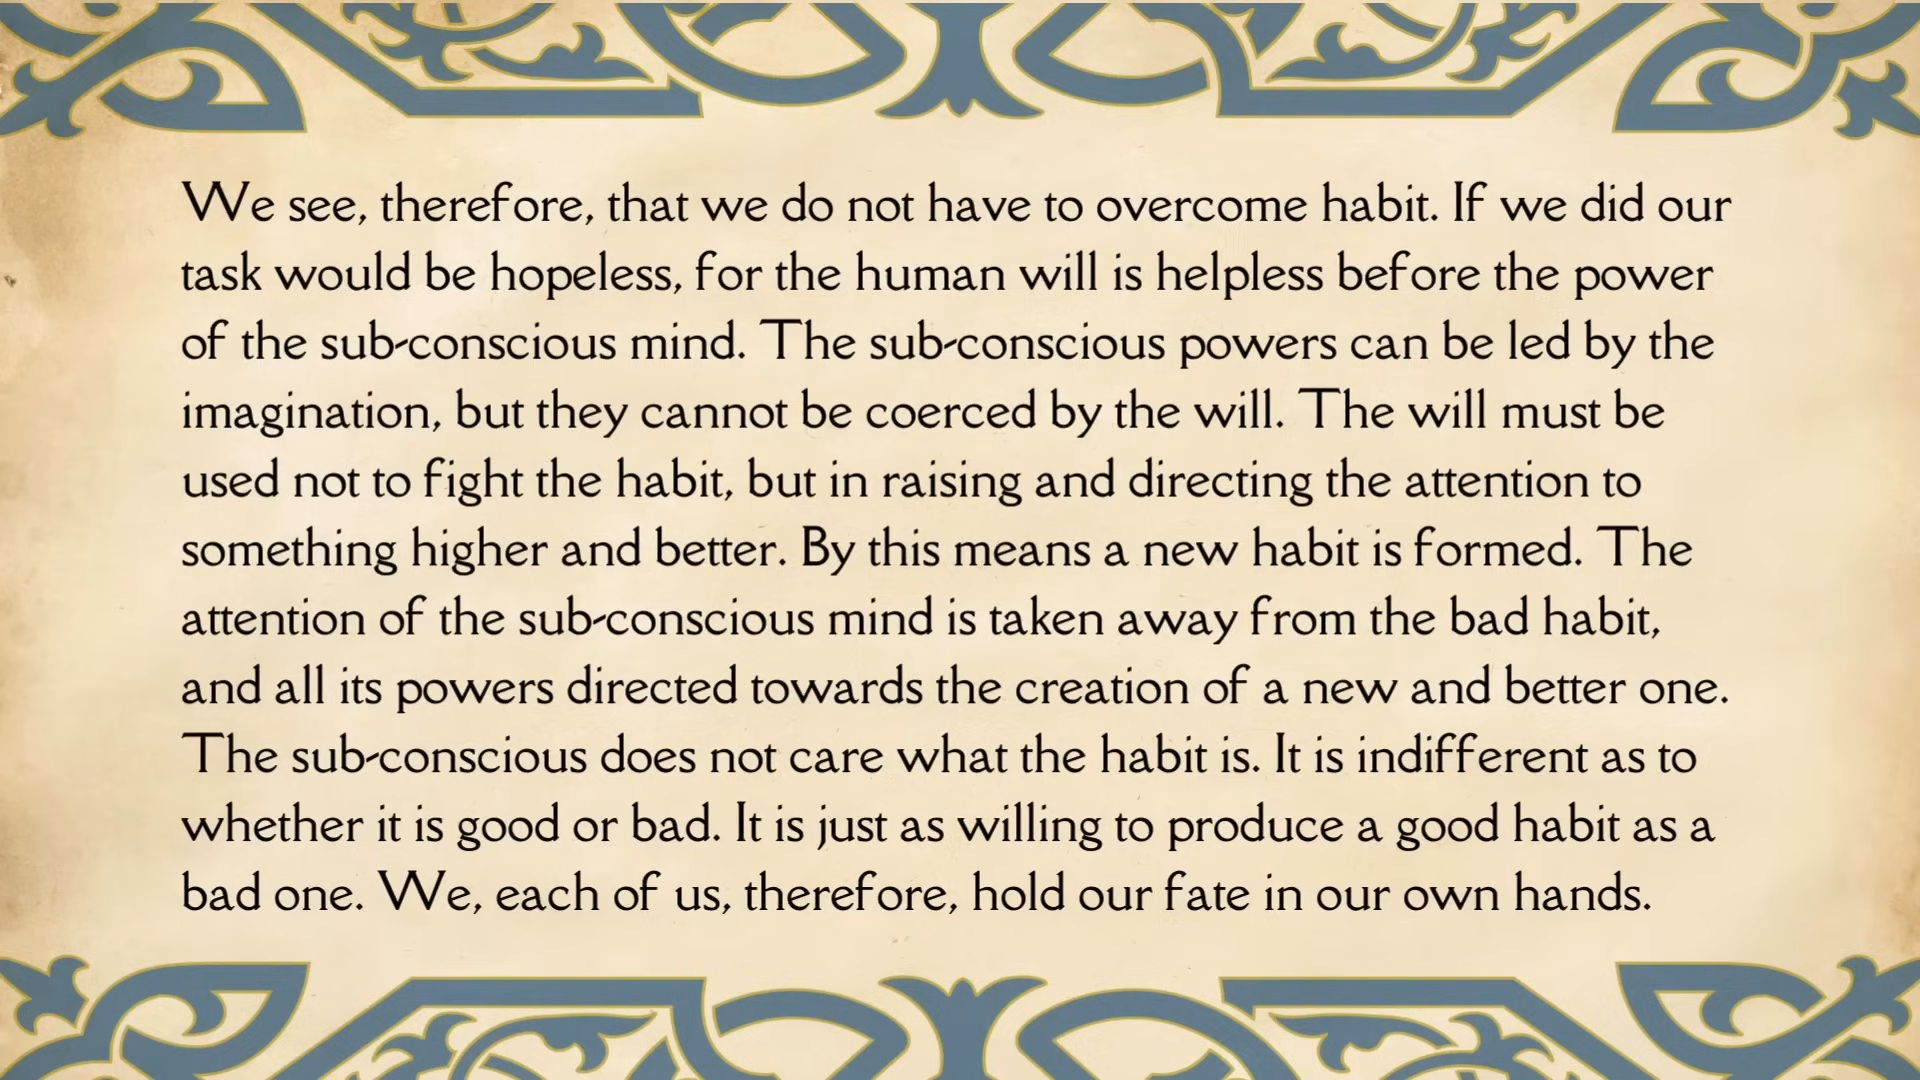 We see, therefore, that we do not have to overcome habit. If we did our
task would be hopeless, for the human will is helpless before the power
of the sub-conscious mind. The sub-conscious powers can be led by the
imagination, but they cannot be coerced by the will. The will must be
used not to fight the habit, but in raising and directing the attention to
something higher and better. By this means a new habit is formed. The
attention of the sub-conscious mind is taken away from the bad habit,
and all its powers directed towards the creation of a new and better one.
The sub-conscious does not care what the habit is. It is indifferent as to
whether it is good or bad. It is just as willing to produce a good habit as a
bad one. We, each of us, therefore, hold our fate in our own hands.